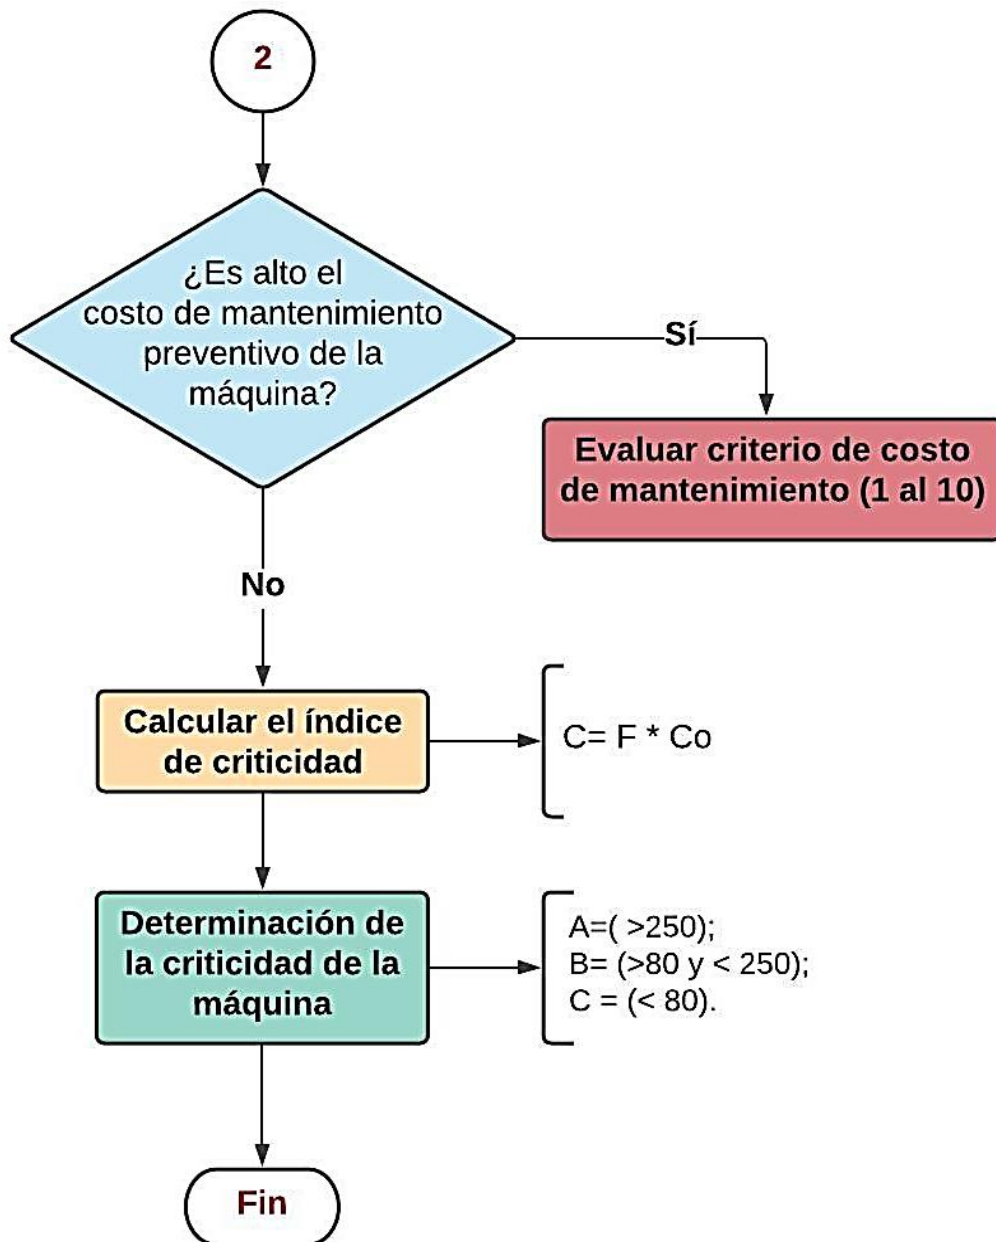 2
¿Es alto el
costo de mantenimiento
preventivo de la
máquina?
Sí
Evaluar criterio de costo
de mantenimiento (1 al 10)
No
Calcular el índice
de criticidad
C= F * Co
Determinación de
la criticidad de la
máquina
A=( >250);
B= (>80 y < 250);
C = (< 80).
Fin